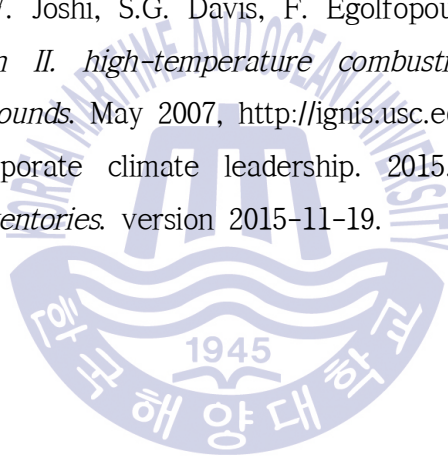 7. Joshi, S.G. Davis, F. Egolfopou
n II. high-temperature combusti
ounds. May 2007, http://ignis.usc.e
porate climate leadership. 2015.
entories. version 2015-11-19.
KOREA MARITIME AND OCEAN UNIVERSITY
1945
한국해양대학교